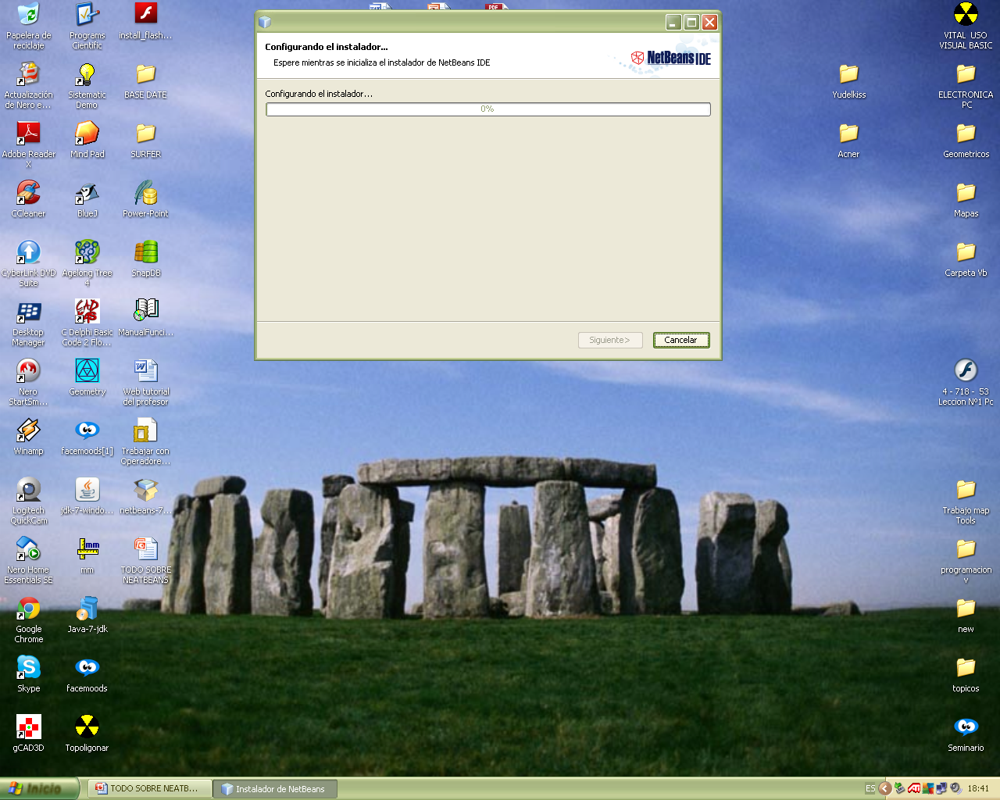 Configurando el instalador...
Espere mientras se inicializa el instalador de NetBeans IDE
NetBeans IDE
Configurando el instalador...
0%
Siguiente >
Cancelar
Papelera de
reciclaje
Programs
Cientific
install_flash...
Actualización
de Nero e...
Sistematic
Demo
BASE DATE
Adobe Reader
X
Mind Pad
SURFER
CCleaner
BlueJ
Power-Point
CyberLink DVD
Suite
Agelong Tree
4
SnapDB
Desktop
Manager
C Delphi Basic
Code 2 Flo...
ManualFunci...
Nero
StartSm...
Geometry
Web tutorial
del profesor
Winamp
facemoods[1]
Trabajar con
Operadore...
Logitech
QuickCam
jdk-7-windo...
netbeans-7...
Nero Home
Essentials SE
mm
mm
TODO SOBRE
NEATBEANS
Google
Chrome
Java-7-jdk
Skype
facemoods
gCAD3D
Topoligonar
VITAL USO
VISUAL BASIC
Yudelkiss
ELECTRONICA
PC
Acner
Geometricos
Mapas
Carpeta Vb
4 - 718 - 53
Leccion Nº1 Pc
Trabajo map
Tools
programacion
v
new
topicos
Seminario
PDF
Inicio
TODO SOBRE NEATB...
Instalador de NetBeans
ES
18:41